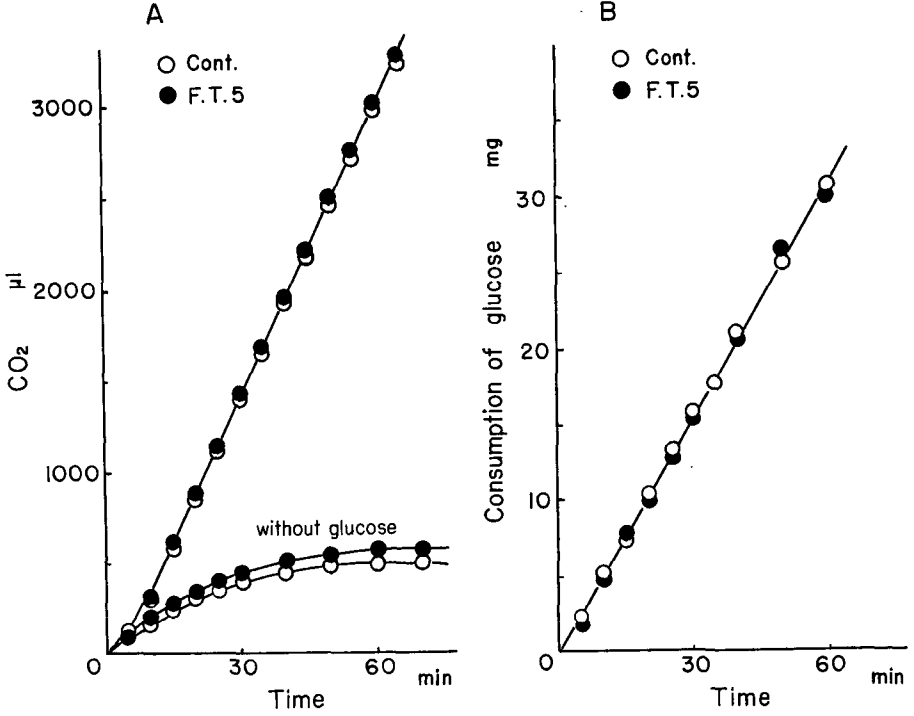 A
Cont.
F.T.5
3000
2000
1000
0
30
60
min
Time
CO₂ µl
without glucose
B
Cont.
F.T.5
30
20
10
0
30
60
min
Time
Consumption of glucose mg